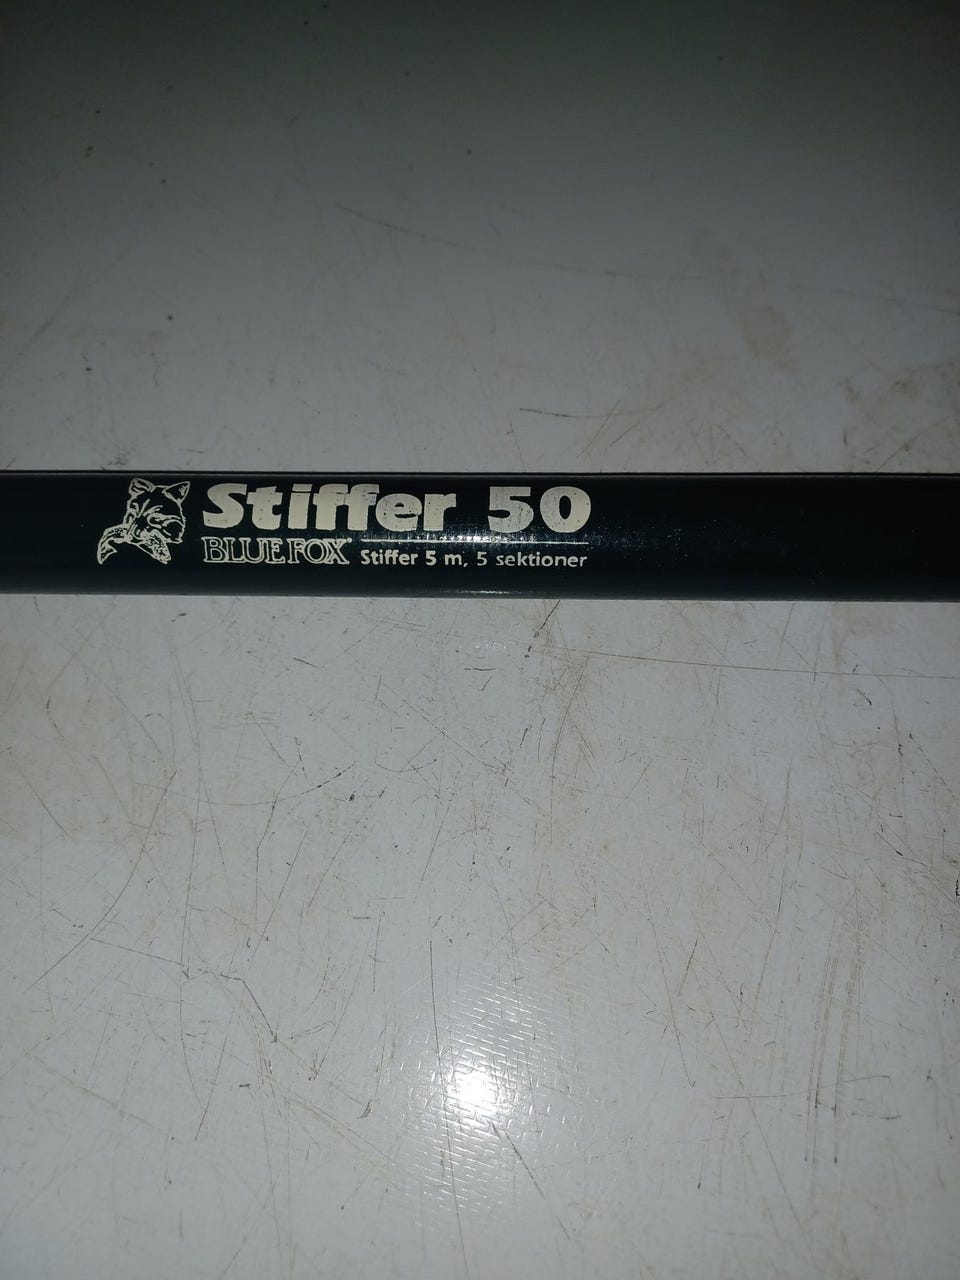 Stiffer 50
BLUE FOX
Stiffer 5 m, 5 sektioner